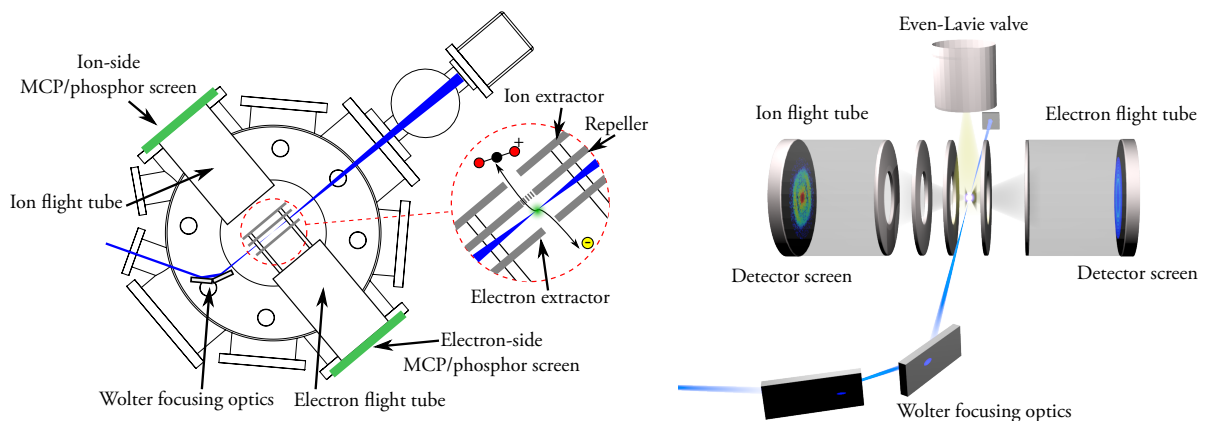 Ion-side
MCP/phosphor screen
Ion flight tube
Wolter focusing optics
Electron flight tube
Electron-side
MCP/phosphor screen
Ion extractor
Repeller
+
−
Electron extractor
Even-Lavie valve
Ion flight tube
Electron flight tube
Detector screen
Detector screen
Wolter focusing optics